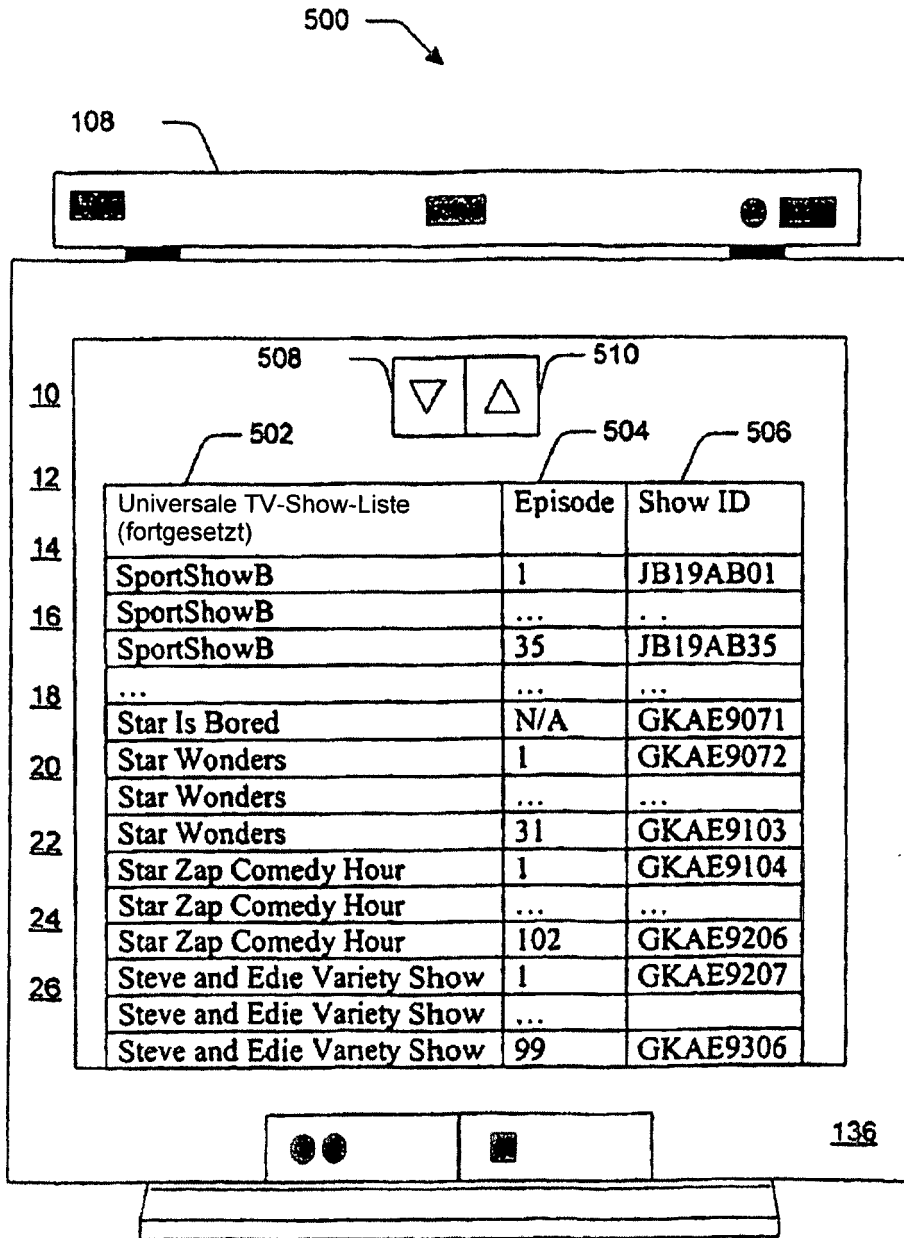 500
108
508
510
502
504
506
10
12
14
16
18
20
22
24
26
Universale TV-Show-Liste
(fortgesetzt)
Episode
Show ID
SportShowB 1 JB19AB01
SportShowB ... . .
SportShowB 35 JB19AB35
... ... ...
Star Is Bored N/A GKAE9071
Star Wonders 1 GKAE9072
Star Wonders ... ...
Star Wonders 31 GKAE9103
Star Zap Comedy Hour 1 GKAE9104
Star Zap Comedy Hour ... ...
Star Zap Comedy Hour 102 GKAE9206
Steve and Edie Variety Show 1 GKAE9207
Steve and Edie Variety Show ...
Steve and Edie Variety Show 99 GKAE9306
136